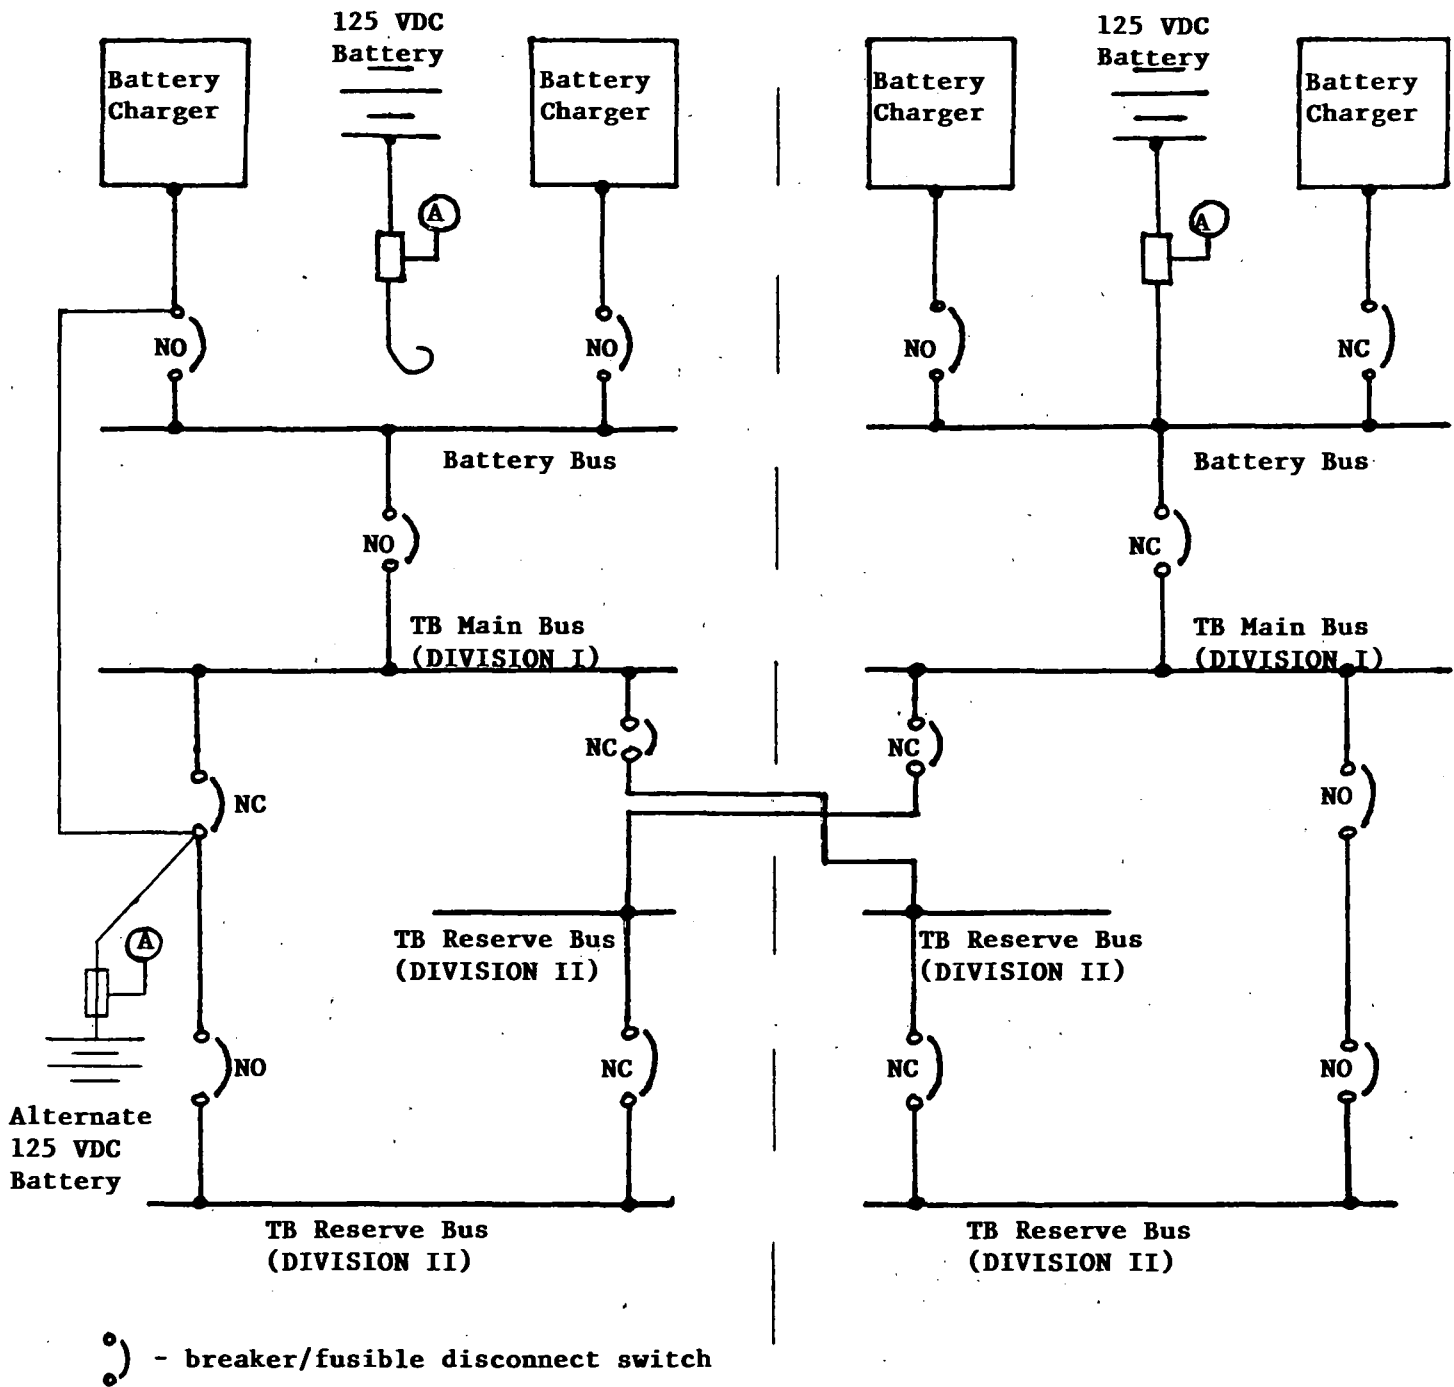 125 VDC
Battery
125 VDC
Battery
Battery
Charger
Battery
Charger
Battery
Charger
Battery
Charger
A
A
NO
NO
NO
NC
Battery Bus
Battery Bus
NO
NC
TB Main Bus
(DIVISION I)
TB Main Bus
(DIVISION I)
NC
NC
NC
NO
TB Reserve Bus
(DIVISION II)
TB Reserve Bus
(DIVISION II)
A
NO
NC
NC
NO
Alternate
125 VDC
Battery
TB Reserve Bus
(DIVISION II)
TB Reserve Bus
(DIVISION II)
- breaker/fusible disconnect switch